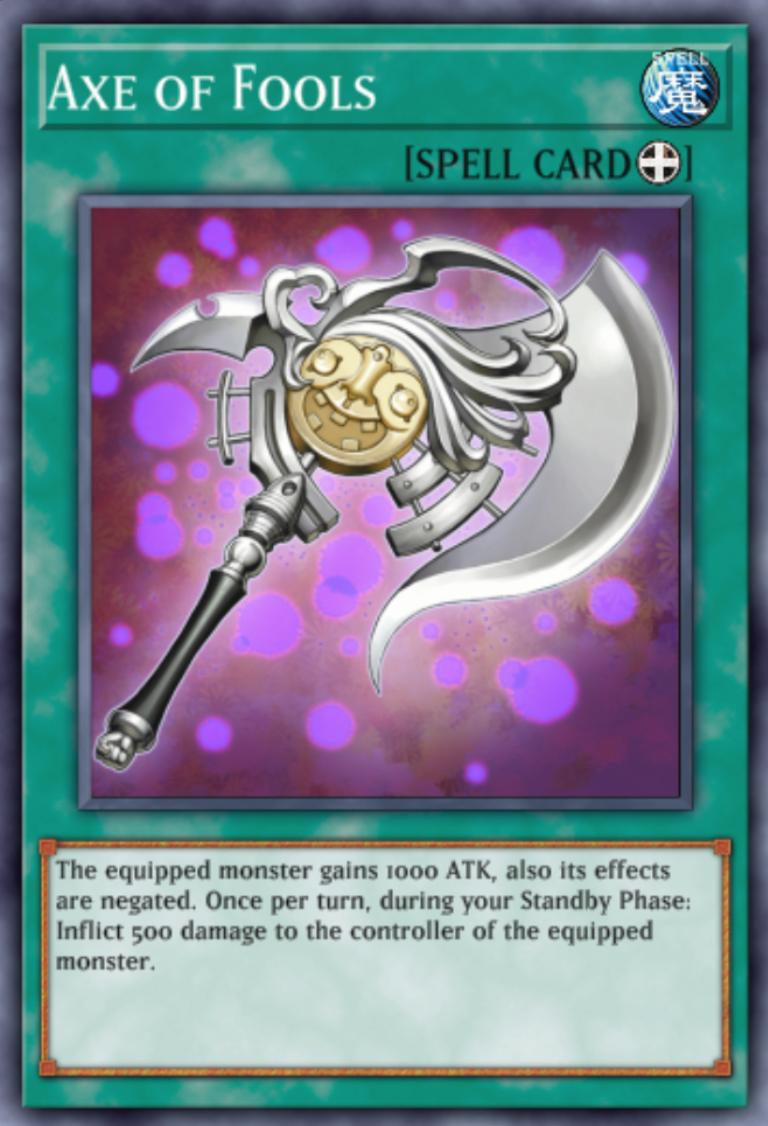 AXE OF FOOLS
SPELL
魔
[SPELL CARD]
The equipped monster gains 1000 ATK, also its effects
are negated. Once per turn, during your Standby Phase:
Inflict 500 damage to the controller of the equipped
monster.